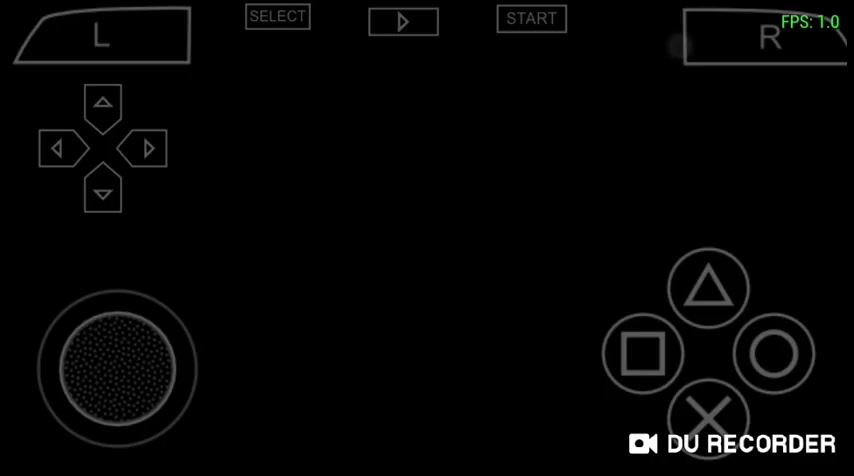 L
SELECT
START
R
FPS: 1.0
DU RECORDER